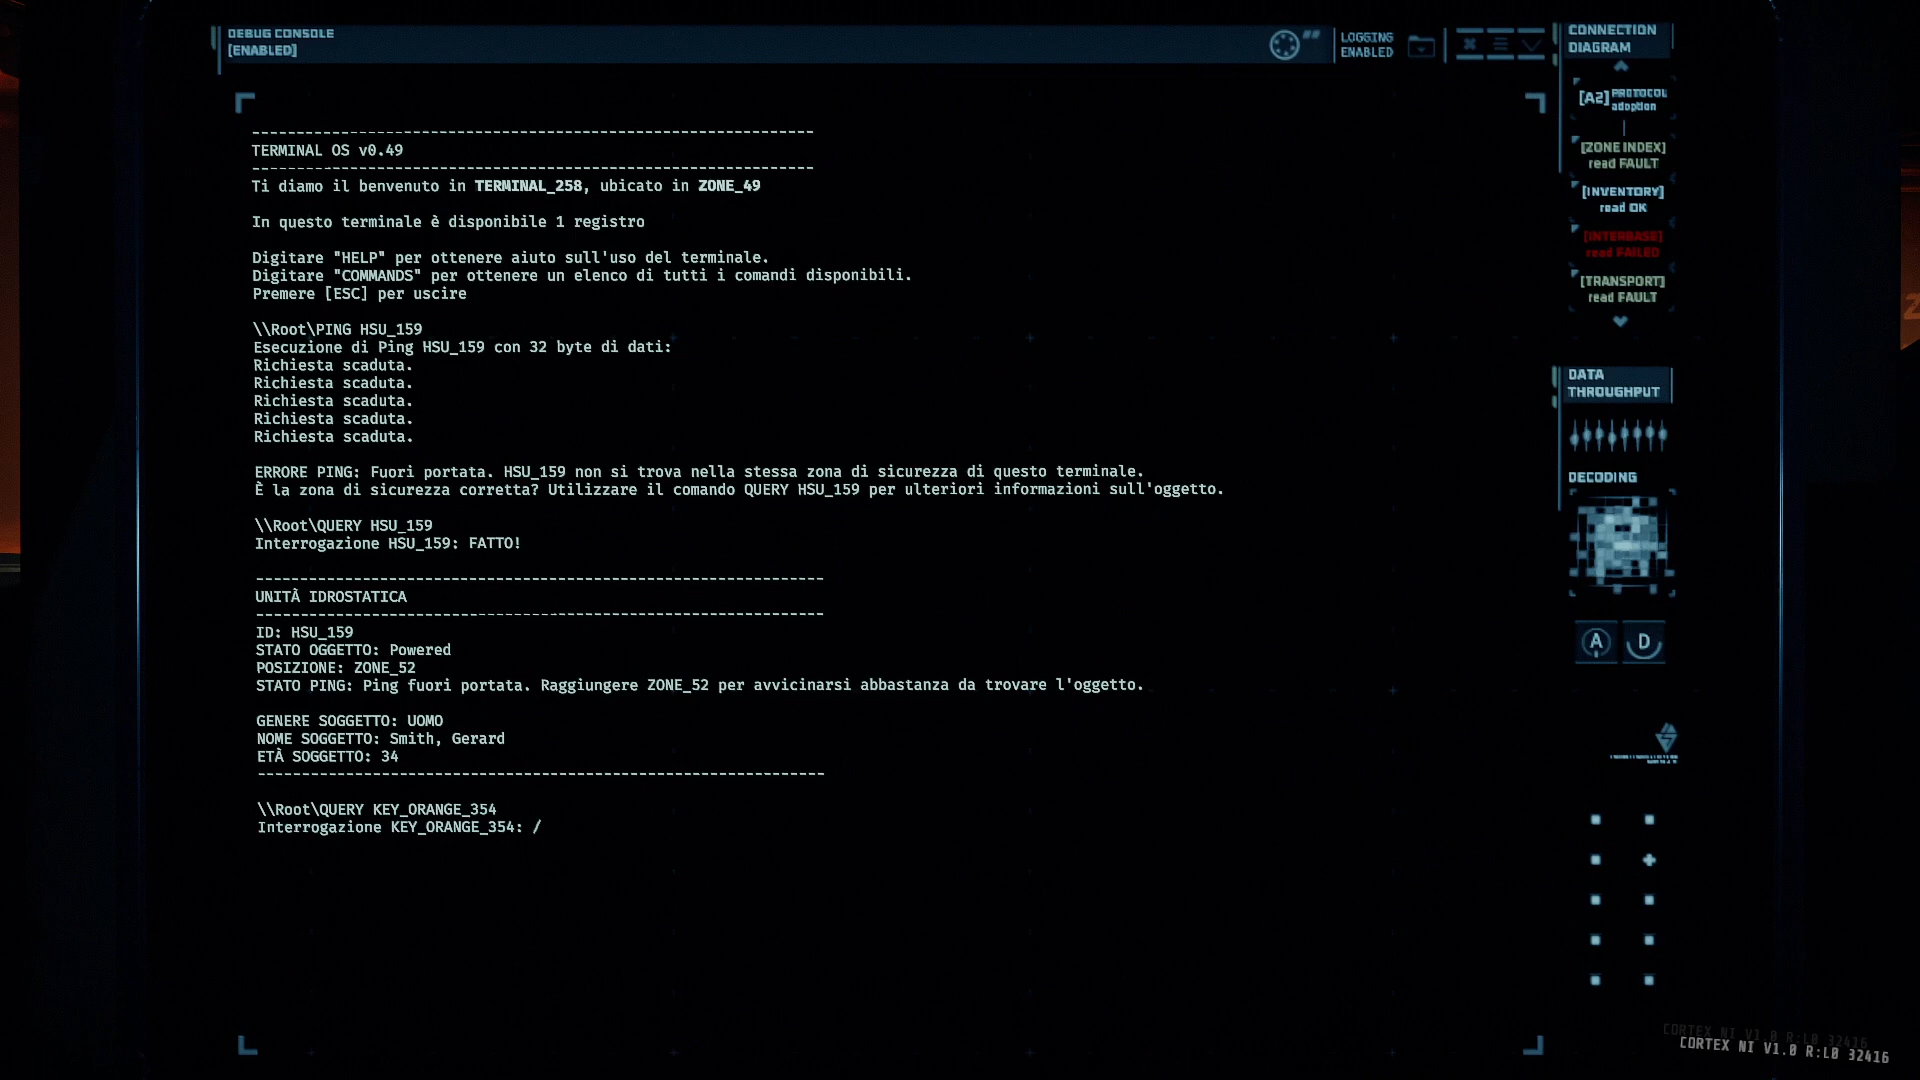 DEBUG CONSOLE
[ENABLED]
LOGGING
ENABLED
--------------------------------------------------------------
TERMINAL OS v0.49
--------------------------------------------------------------
Ti diamo il benvenuto in TERMINAL_258, ubicato in ZONE_49
In questo terminale è disponibile 1 registro
Digitare "HELP" per ottenere aiuto sull'uso del terminale.
Digitare "COMMANDS" per ottenere un elenco di tutti i comandi disponibili.
Premere [ESC] per uscire
\\Root\PING HSU_159
Esecuzione di Ping HSU_159 con 32 byte di dati:
Richiesta scaduta.
Richiesta scaduta.
Richiesta scaduta.
Richiesta scaduta.
Richiesta scaduta.
ERRORE PING: Fuori portata. HSU_159 non si trova nella stessa zona di sicurezza di questo terminale.
È la zona di sicurezza corretta? Utilizzare il comando QUERY HSU_159 per ulteriori informazioni sull'oggetto.
\\Root\QUERY HSU_159
Interrogazione HSU_159: FATTO!
--------------------------------------------------------------
UNITÀ IDROSTATICA
--------------------------------------------------------------
ID: HSU_159
STATO OGGETTO: Powered
POSIZIONE: ZONE_52
STATO PING: Ping fuori portata. Raggiungere ZONE_52 per avvicinarsi abbastanza da trovare l'oggetto.
GENERE SOGGETTO: UOMO
NOME SOGGETTO: Smith, Gerard
ETÀ SOGGETTO: 34
--------------------------------------------------------------
\\Root\QUERY KEY_ORANGE_354
Interrogazione KEY_ORANGE_354: /
CONNECTION
DIAGRAM
[A2] PROTOCOL
adoption
[ZONE INDEX]
read FAULT
[INVENTORY]
read OK
[INTERBASE]
read FAILED
[TRANSPORT]
read FAULT
DATA
THROUGHPUT
DECODING
A D
CORTEX NI V1.0 R:L0 32416